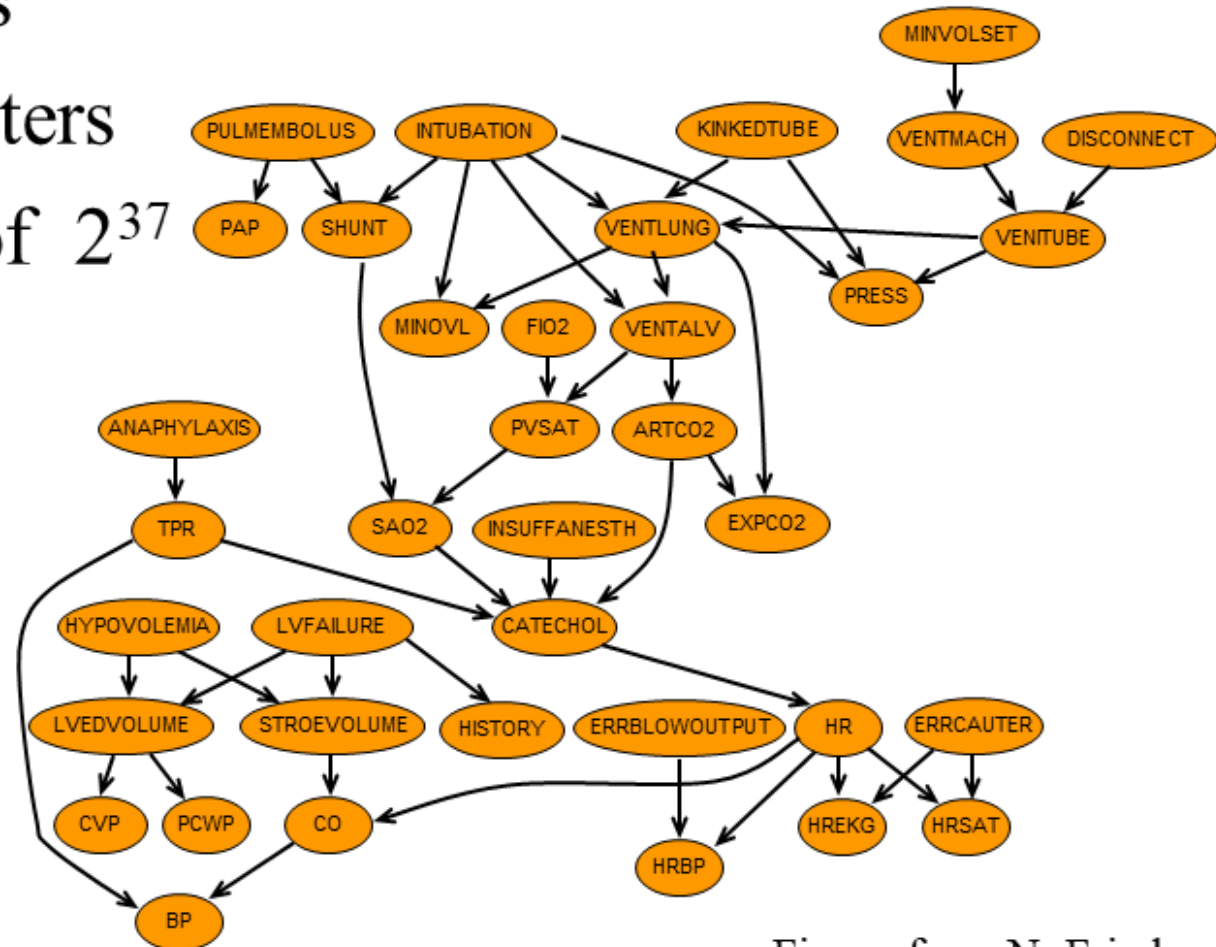 s
MINVOLSET
ters
PULMEMBOLUS INTUBATION KINKEDTUBE VENTMACH DISCONNECT
of 2^37
PAP SHUNT VENTLUNG VENITUBE
PRESS
MINOVL FIO2 VENTALV
ANAPHYLAXIS PVSAT ARTCO2
TPR SAO2 INSUFFANESTH EXPCO2
HYPOVOLEMIA LVFAILURE CATECHOL
LVEDVOLUME STROEVOLUME HISTORY ERRBLOWOUTPUT HR ERRCAUTER
CVP PCWP CO HREKG HRSAT
HRBP
BP